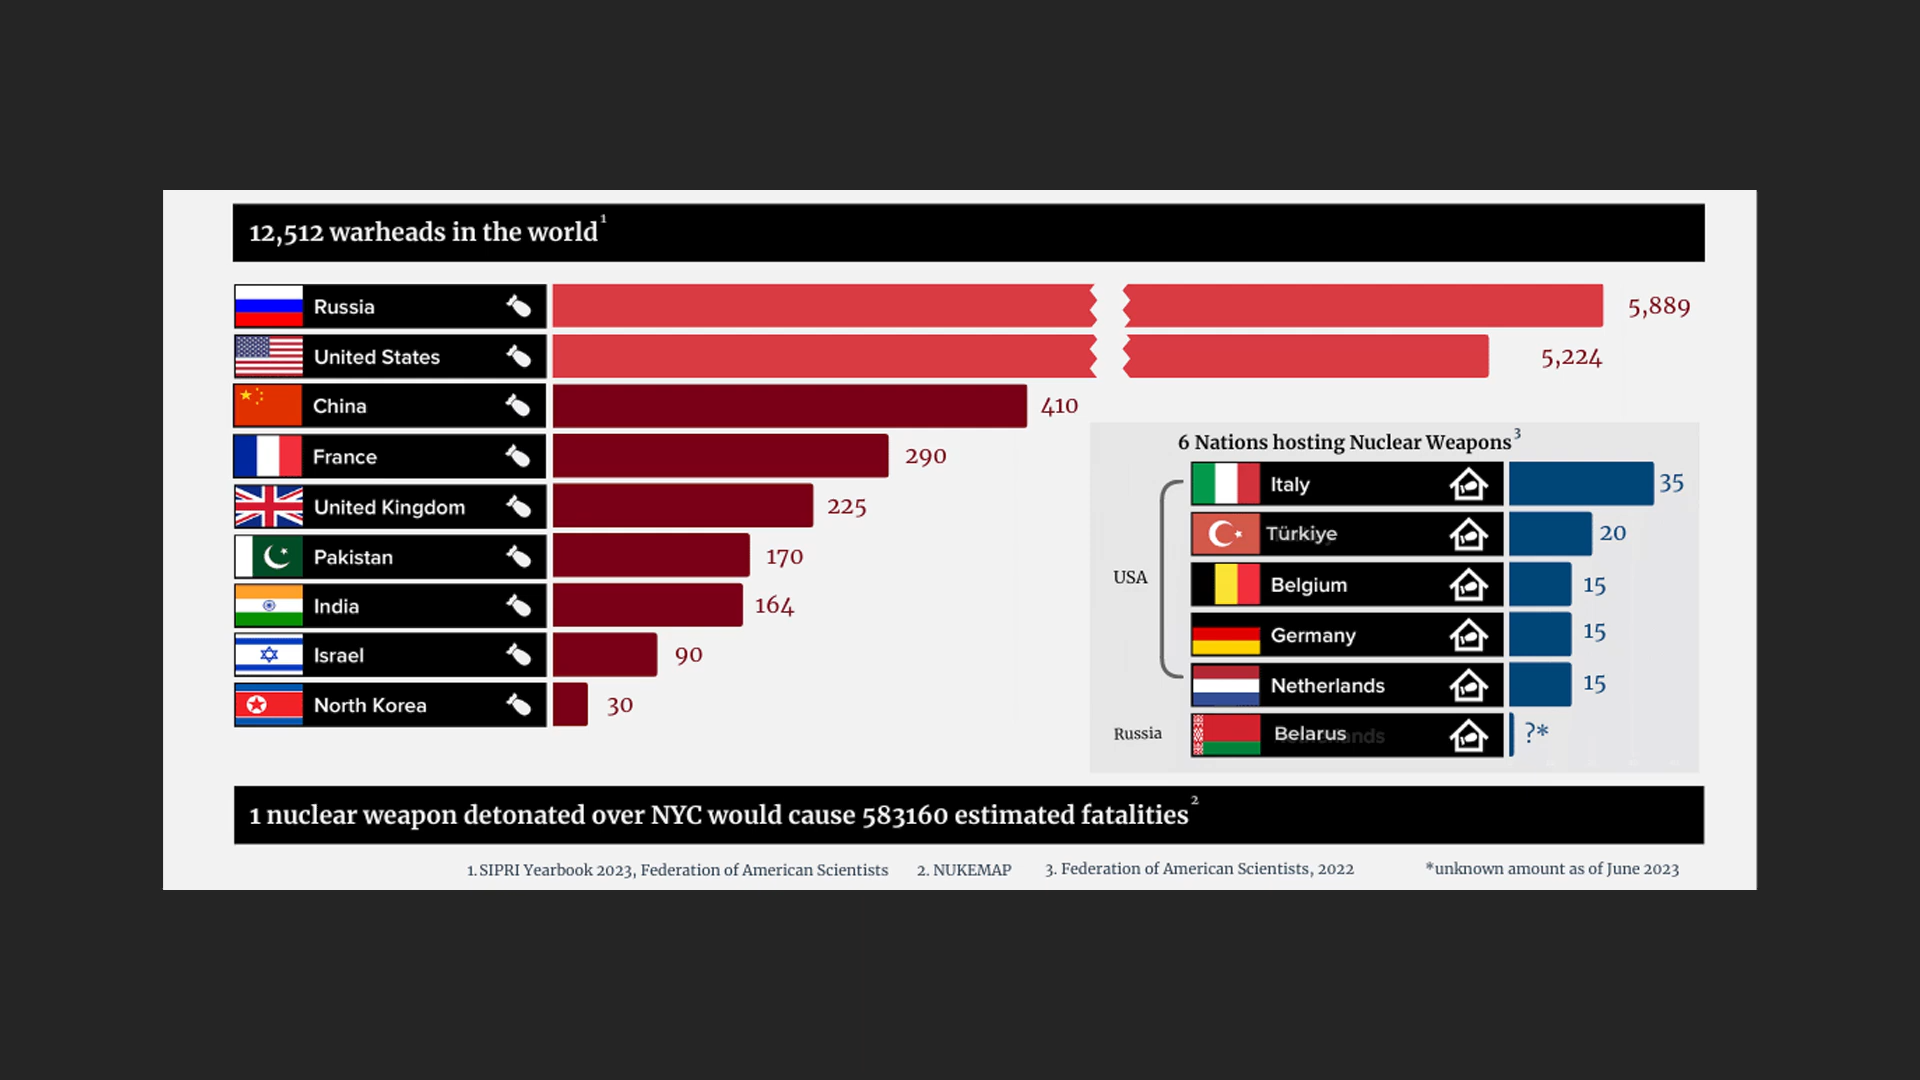 12,512 warheads in the world1
Russia 5,889
United States 5,224
China 410
France 290
United Kingdom 225
Pakistan 170
India 164
Israel 90
North Korea 30
6 Nations hosting Nuclear Weapons3
USA
Italy 35
Türkiye 20
Belgium 15
Germany 15
Netherlands 15
Russia
Belarus ?*
1 nuclear weapon detonated over NYC would cause 583160 estimated fatalities2
1. SIPRI Yearbook 2023, Federation of American Scientists 2. NUKEMAP 3. Federation of American Scientists, 2022 *unknown amount as of June 2023